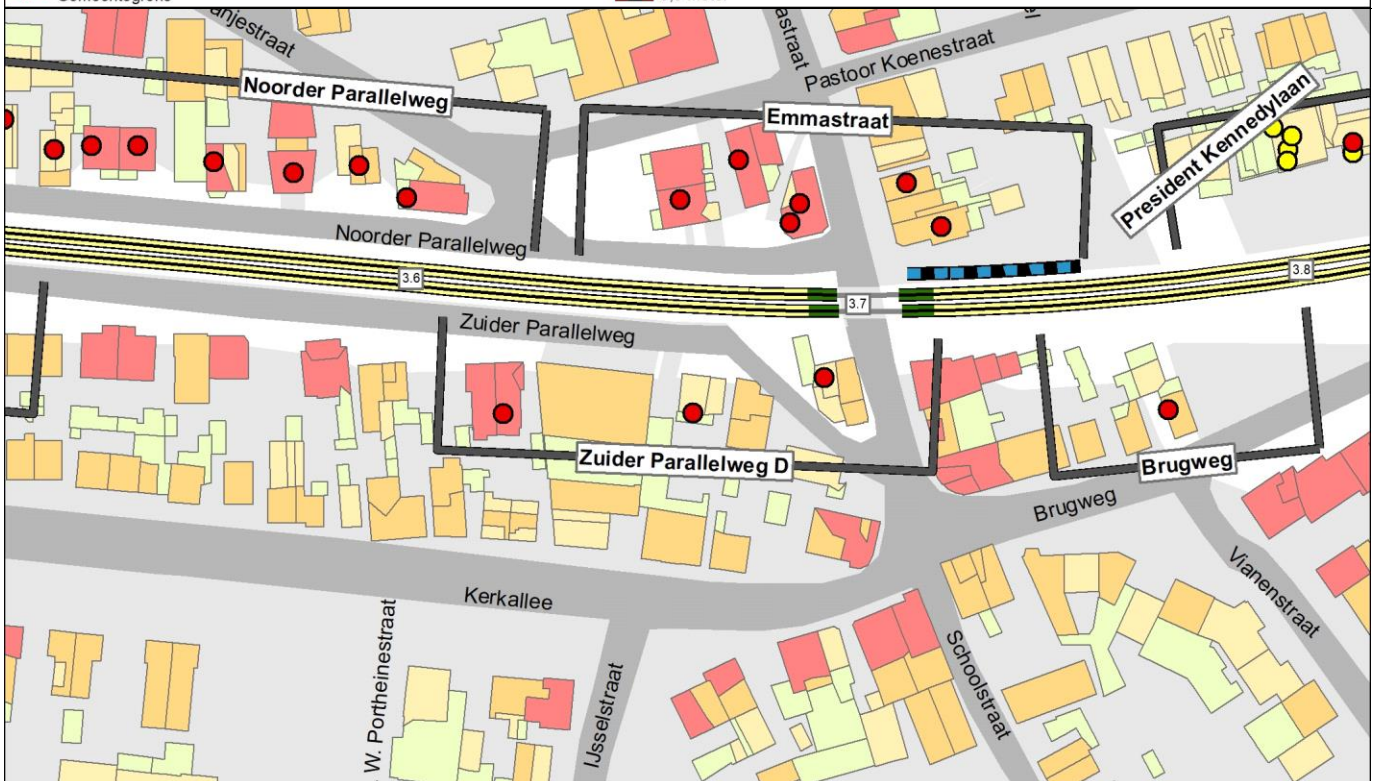 Noorder Parallelweg
Pastoor Koenestraat
Emmastraat
President Kennedylaan
Noorder Parallelweg
3.6
3.7
3.8
Zuider Parallelweg
Zuider Parallelweg D
Brugweg
Brugweg
Kerkallee
Vianenstraat
W. Portheinestraat
IJsselstraat
Schoolstraat